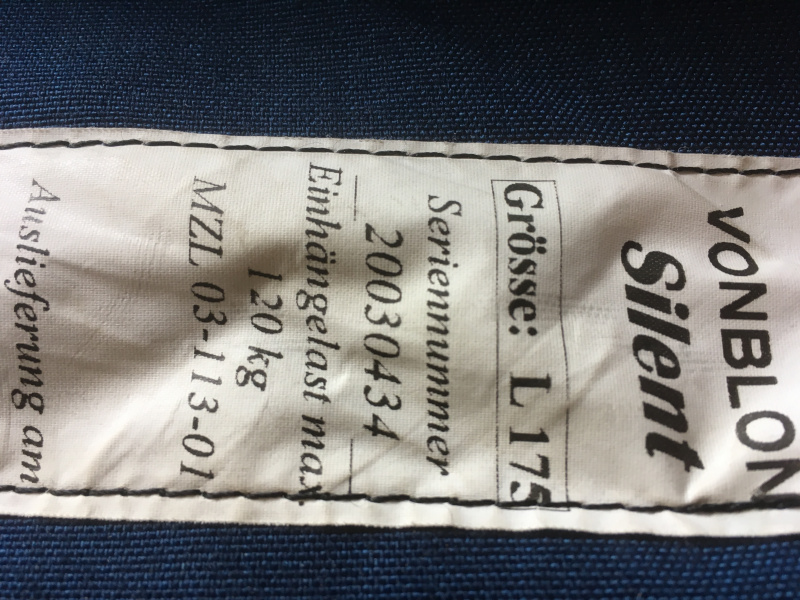 VONBLON
Silent
Grösse: L 175
Seriennummer
20030434
Einhängelast max.
120 kg
MZL 03-113-01
Auslieferung am